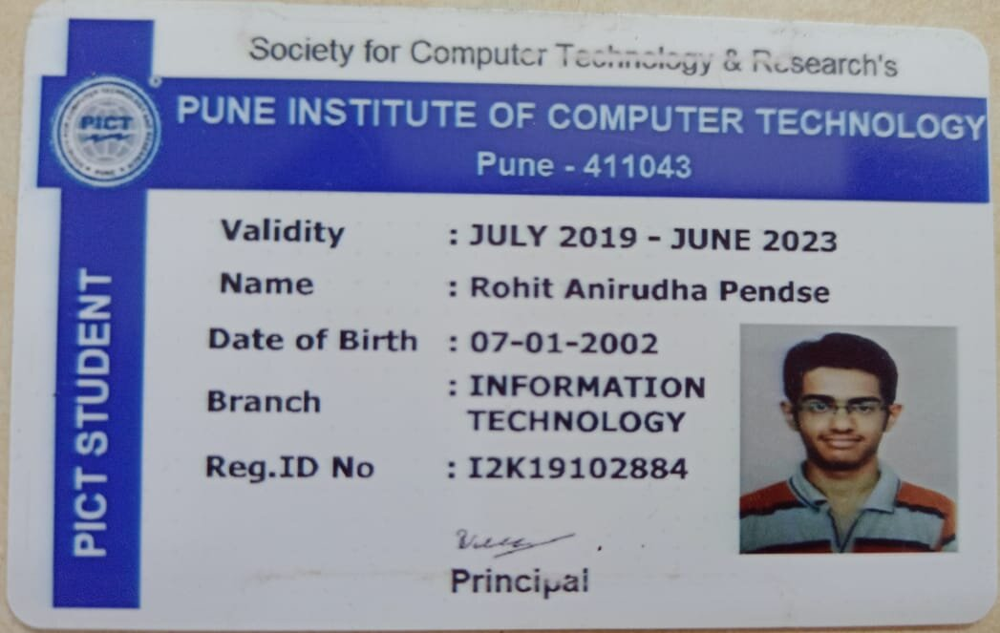 Society for Computer Technology & Research's
PUNE INSTITUTE OF COMPUTER TECHNOLOGY
Pune - 411043
PICT
PUNE
PICT STUDENT
Validity : JULY 2019 - JUNE 2023
Name : Rohit Anirudha Pendse
Date of Birth : 07-01-2002
Branch : INFORMATION
TECHNOLOGY
Reg.ID No : I2K19102884
Principal